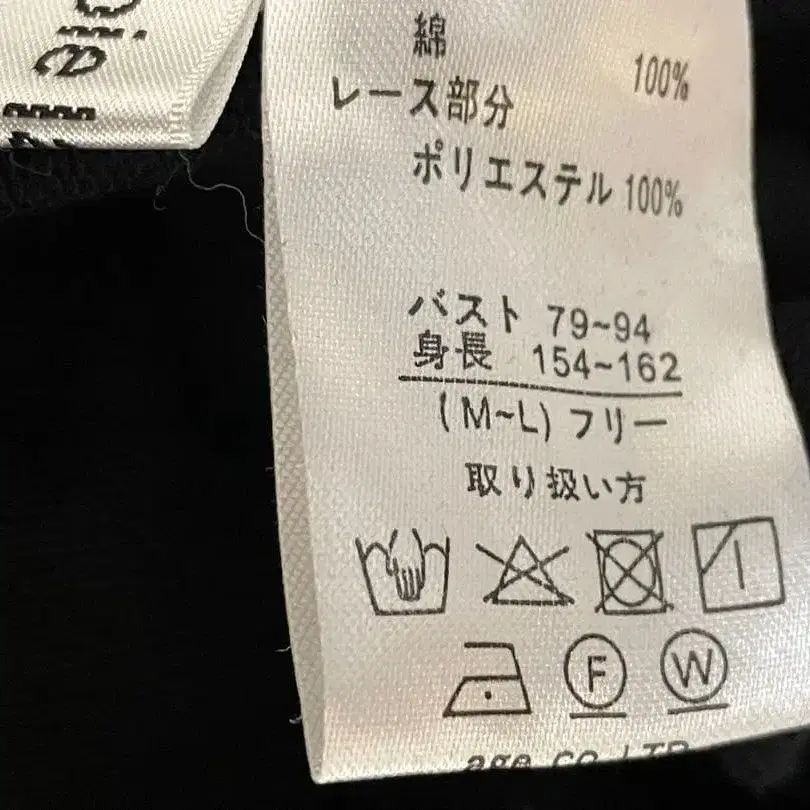 綿 100%
レース部分
ポリエステル 100%
バスト 79~94
身長 154~162
(M~L) フリー
取り扱い方
F W